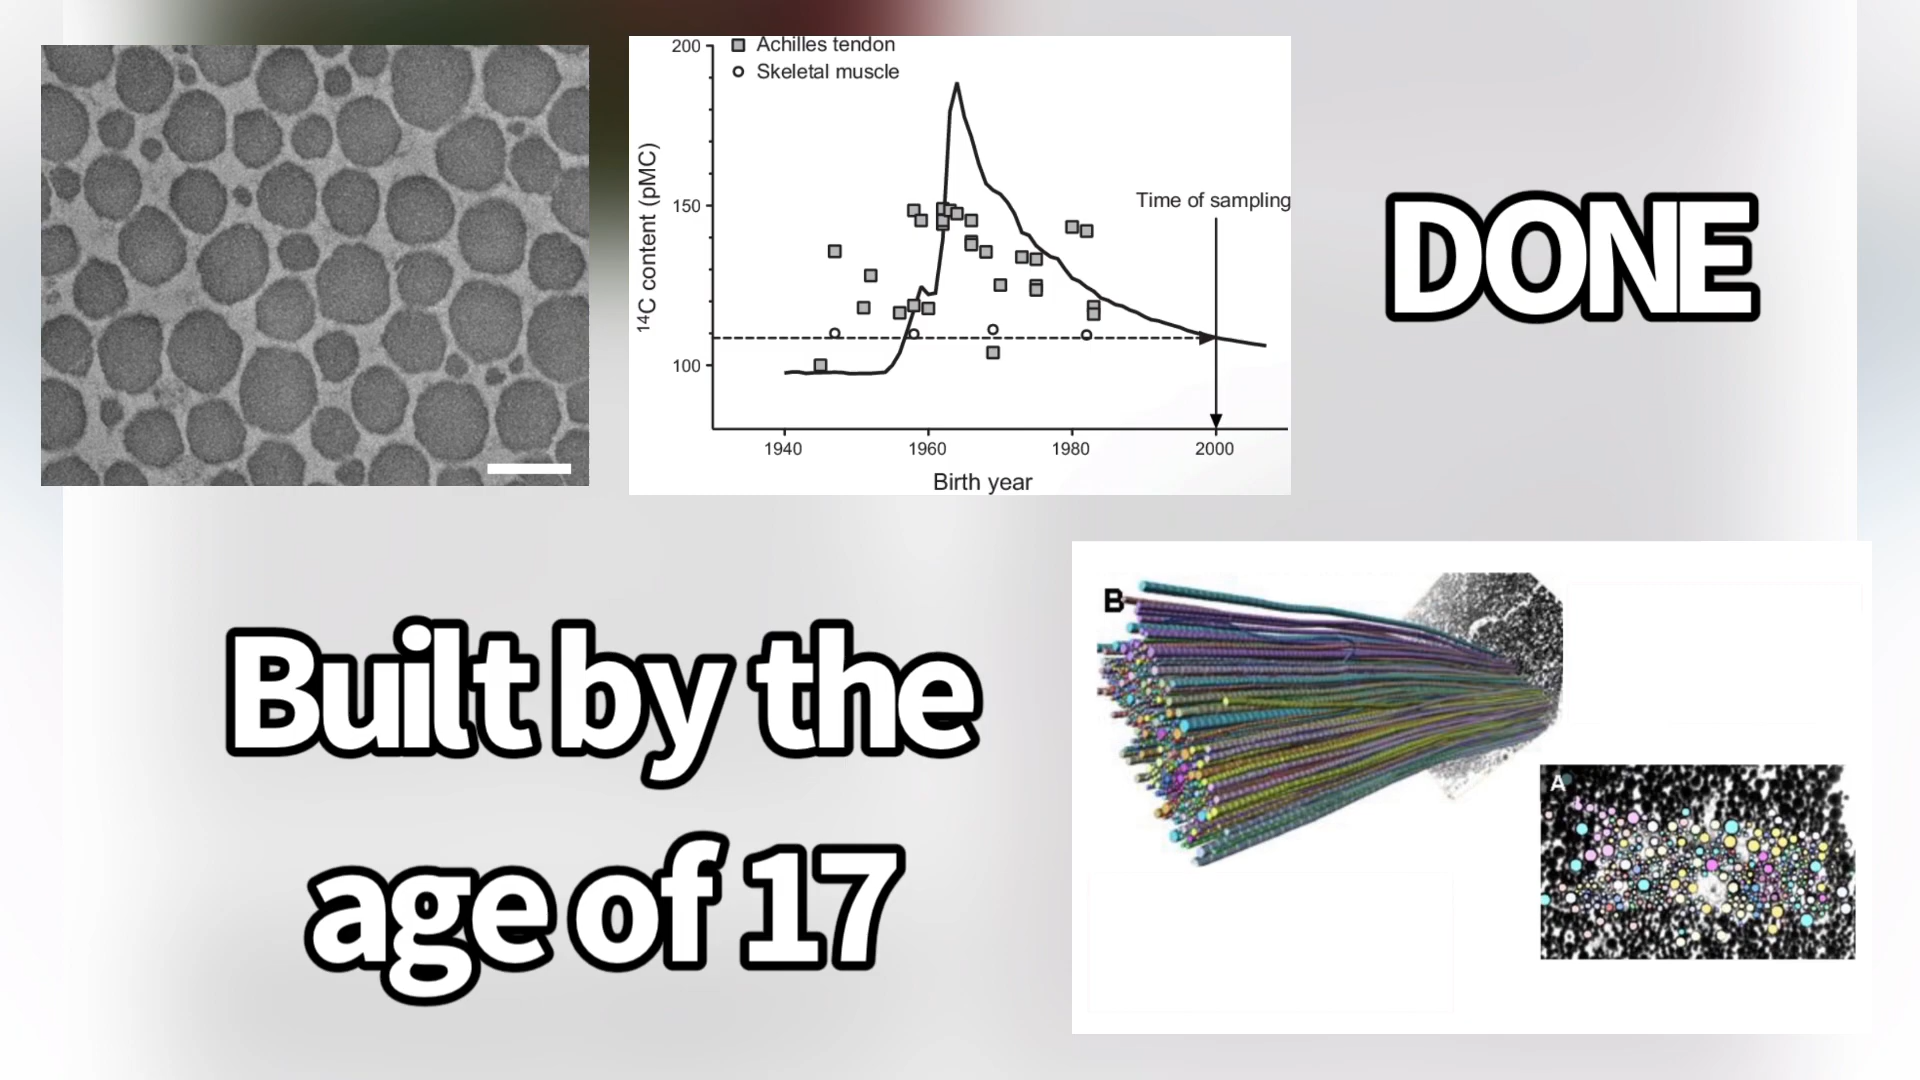 200
Achilles tendon
Skeletal muscle
150
100
¹⁴C content (pMC)
Time of sampling
1940
1960
1980
2000
Birth year
DONE
Built by the
age of 17
B
A